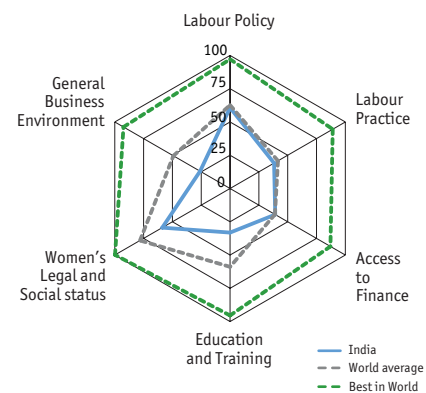 Labour Policy
100
75
50
25
0
General
Business
Environment
Labour
Practice
Women's
Legal and
Social status
Access
to
Finance
Education
and Training
India
World average
Best in World